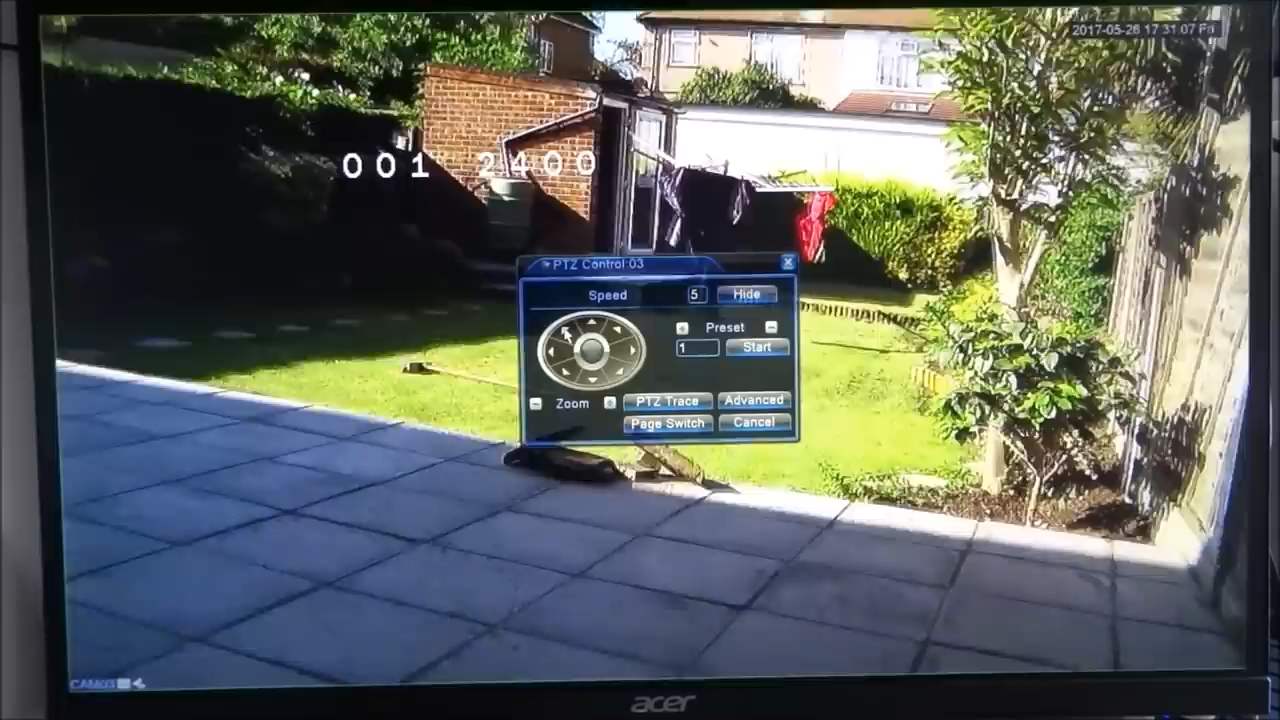 2017-05-26 17:31:07 Fri
001 2400
PTZ Control:03
Speed 5 Hide
Preset
1 Start
Zoom PTZ Trace Advanced
Page Switch Cancel
CAM03
acer